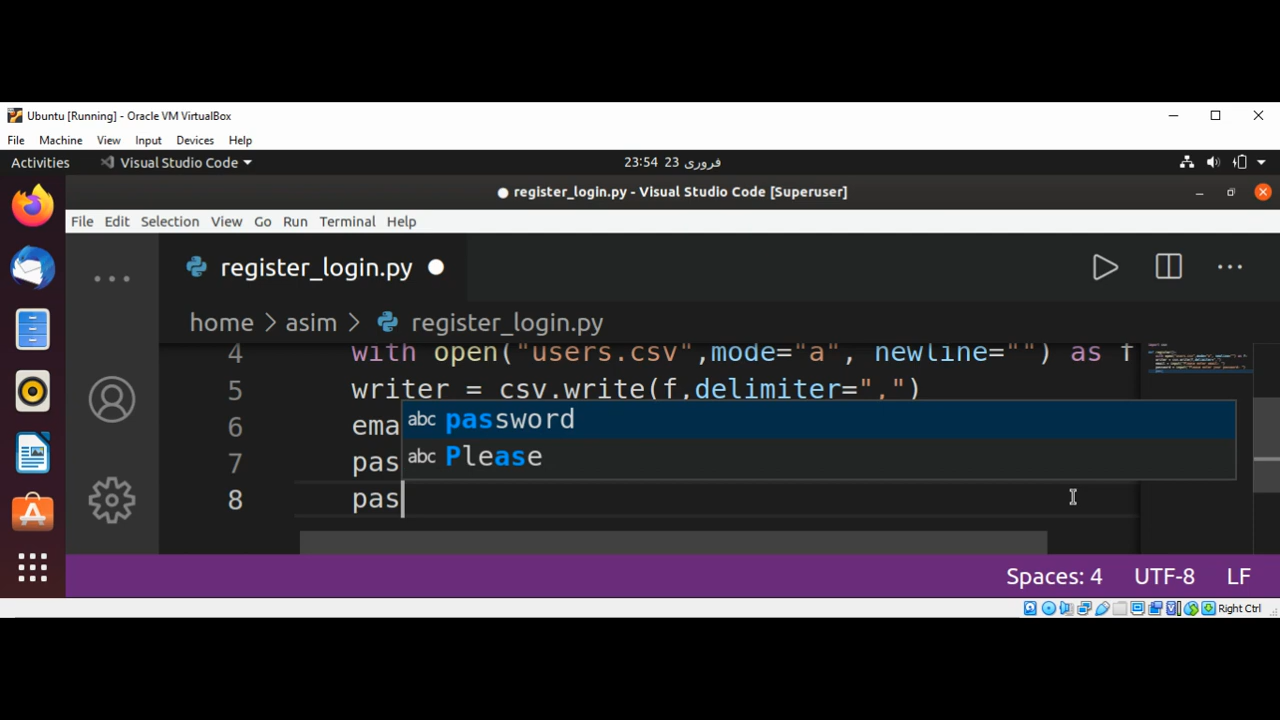 Ubuntu [Running] - Oracle VM VirtualBox
File Machine View Input Devices Help
Activities Visual Studio Code 23:54 23 فروری
● register_login.py - Visual Studio Code [Superuser]
File Edit Selection View Go Run Terminal Help
register_login.py
home > asim > register_login.py
4 with open("users.csv",mode="a", newline="") as f
5 writer = csv.write(f,delimiter=",")
6 ema abc password
7 pas abc Please
8 pas
Spaces: 4 UTF-8 LF
Right Ctrl